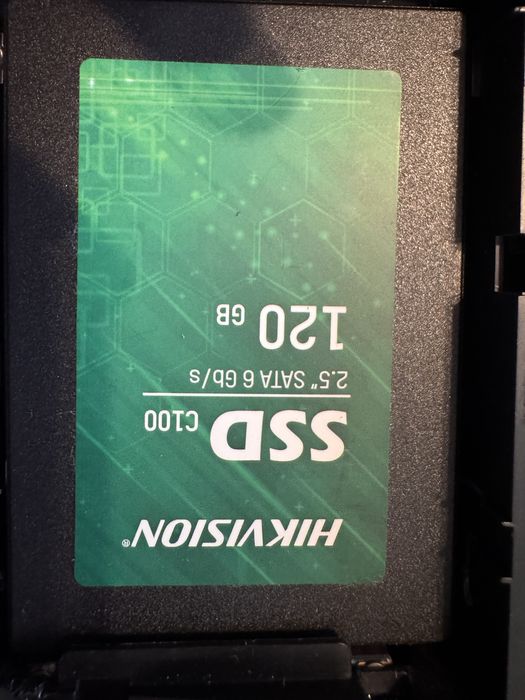 HIKVISION®
SSD C100
2.5" SATA 6 Gb/s
120 GB